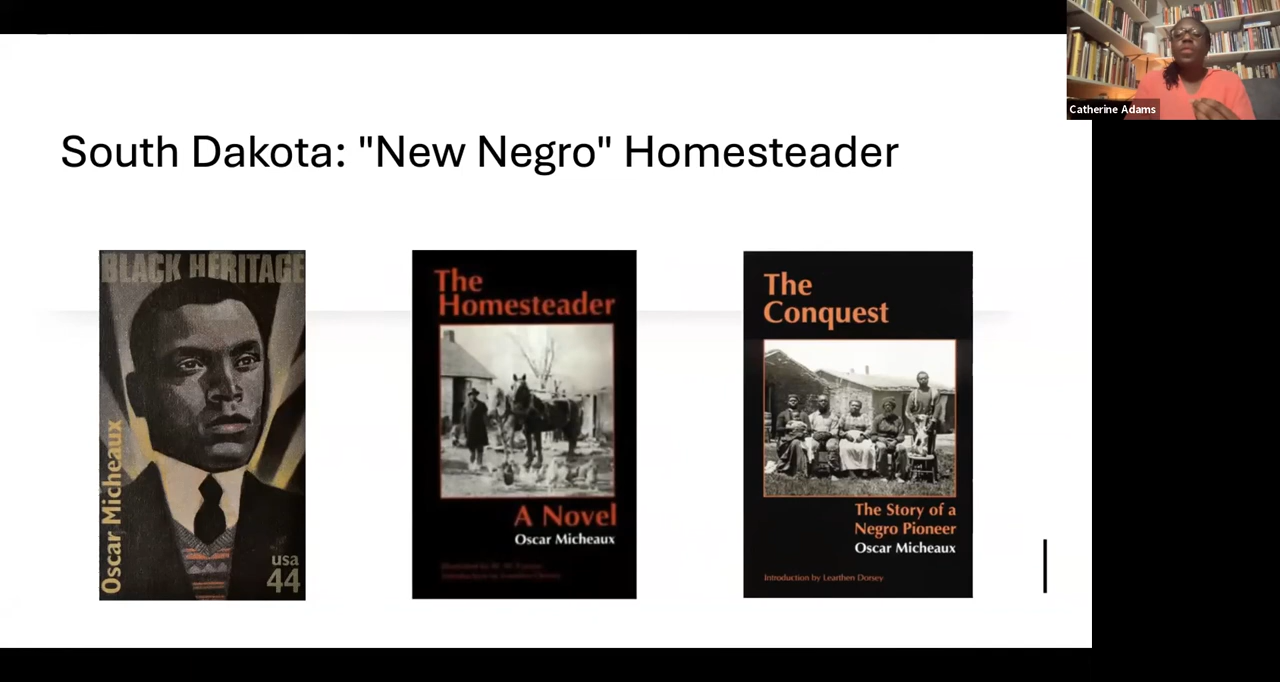 Catherine Adams
South Dakota: "New Negro" Homesteader
BLACK HERITAGE
Oscar Micheaux
usa
44
The
Homesteader
A Novel
Oscar Micheaux
The
Conquest
The Story of a
Negro Pioneer
Oscar Micheaux
Introduction by Learthen Dorsey